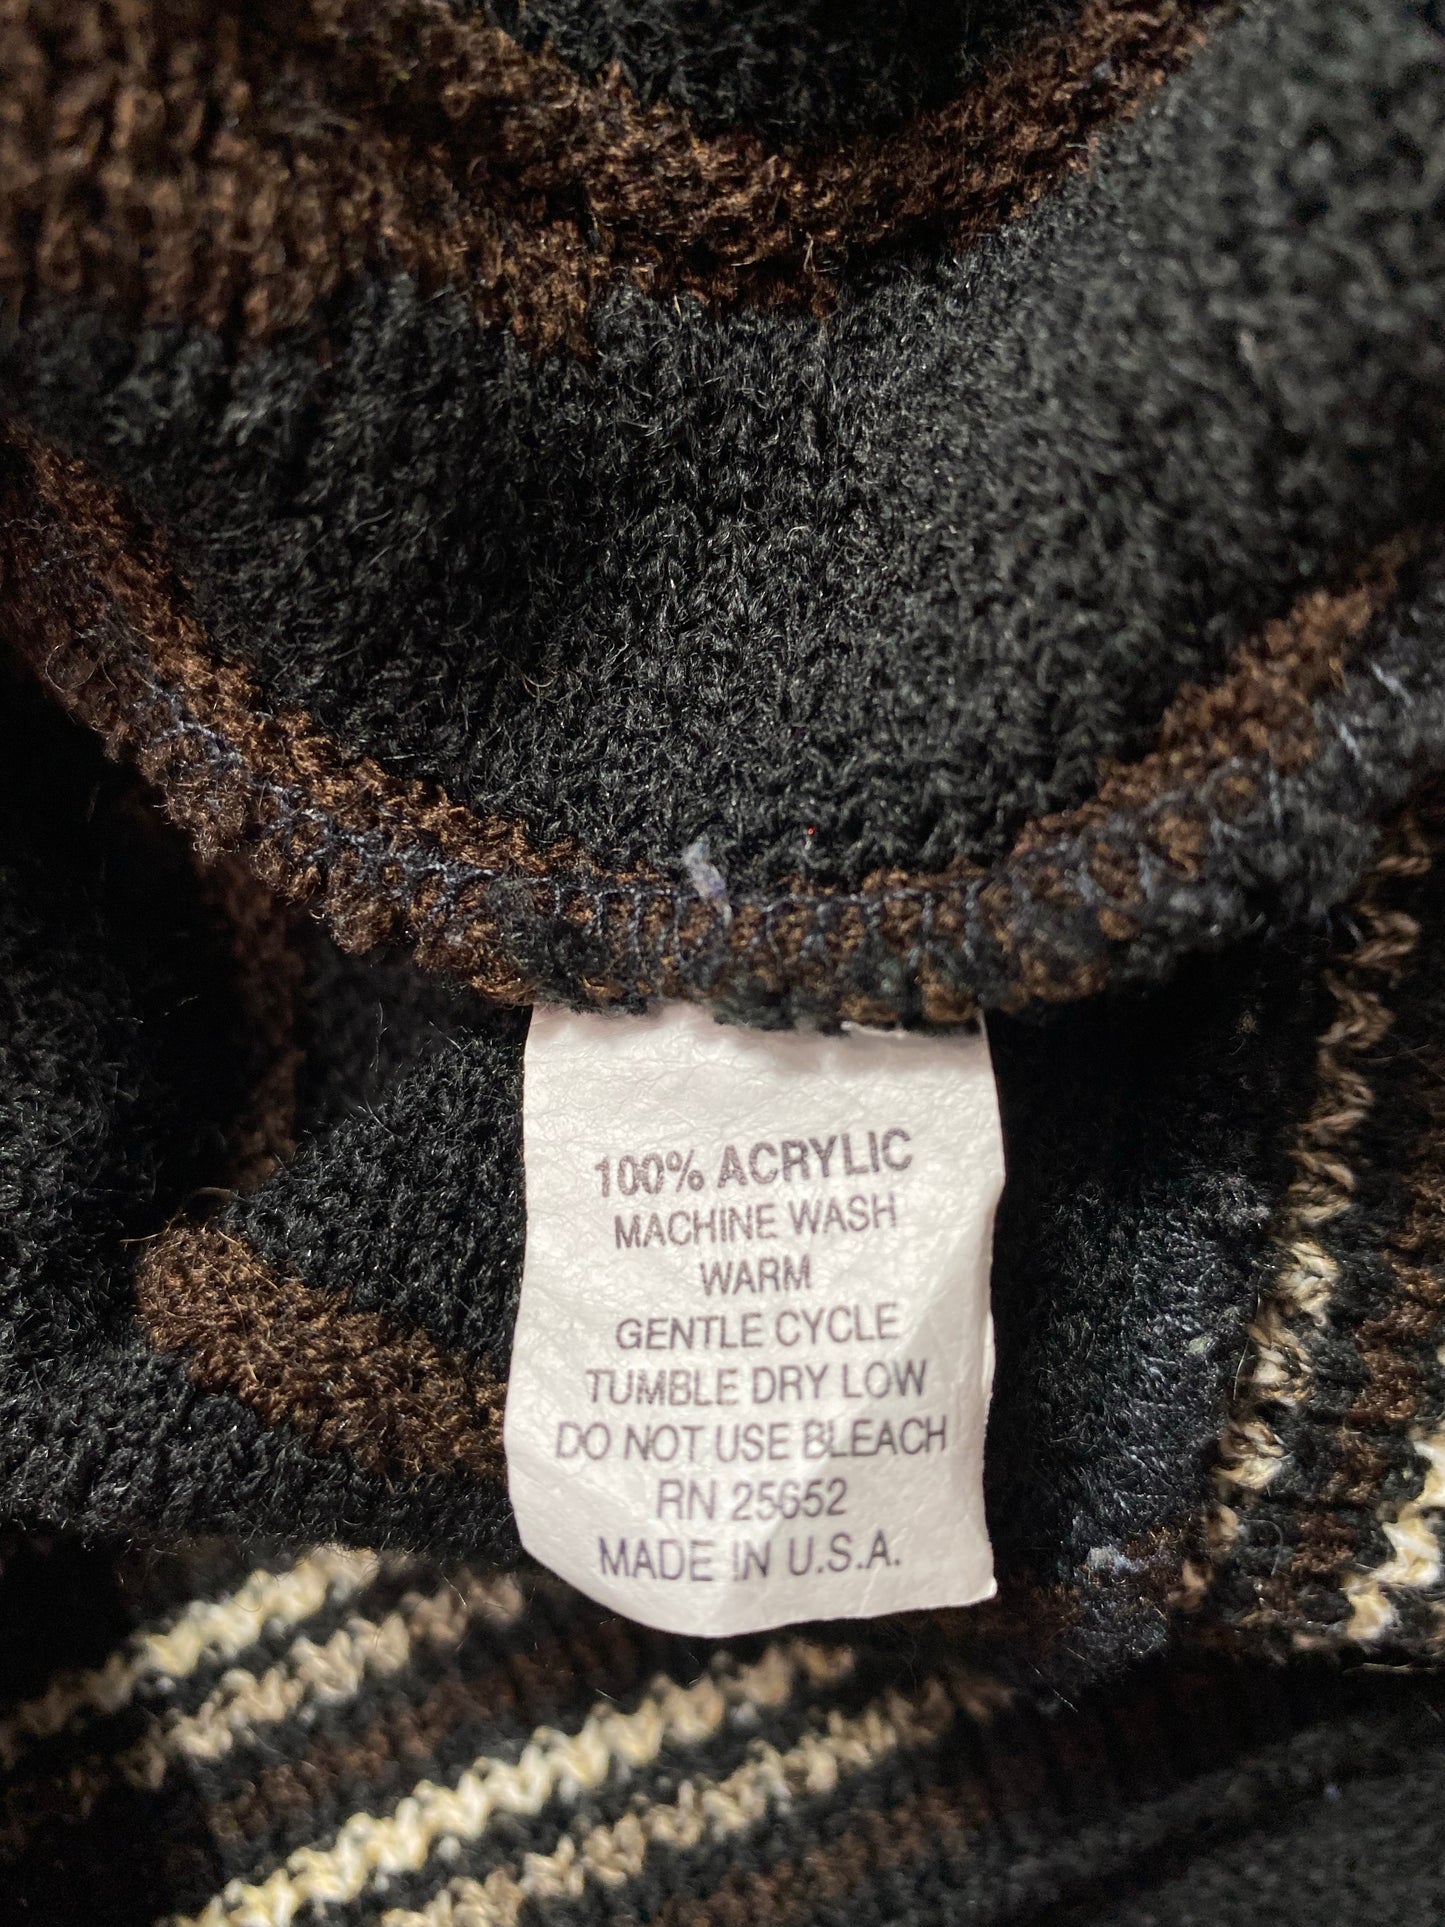 100% ACRYLIC
MACHINE WASH
WARM
GENTLE CYCLE
TUMBLE DRY LOW
DO NOT USE BLEACH
RN 25652
MADE IN U.S.A.